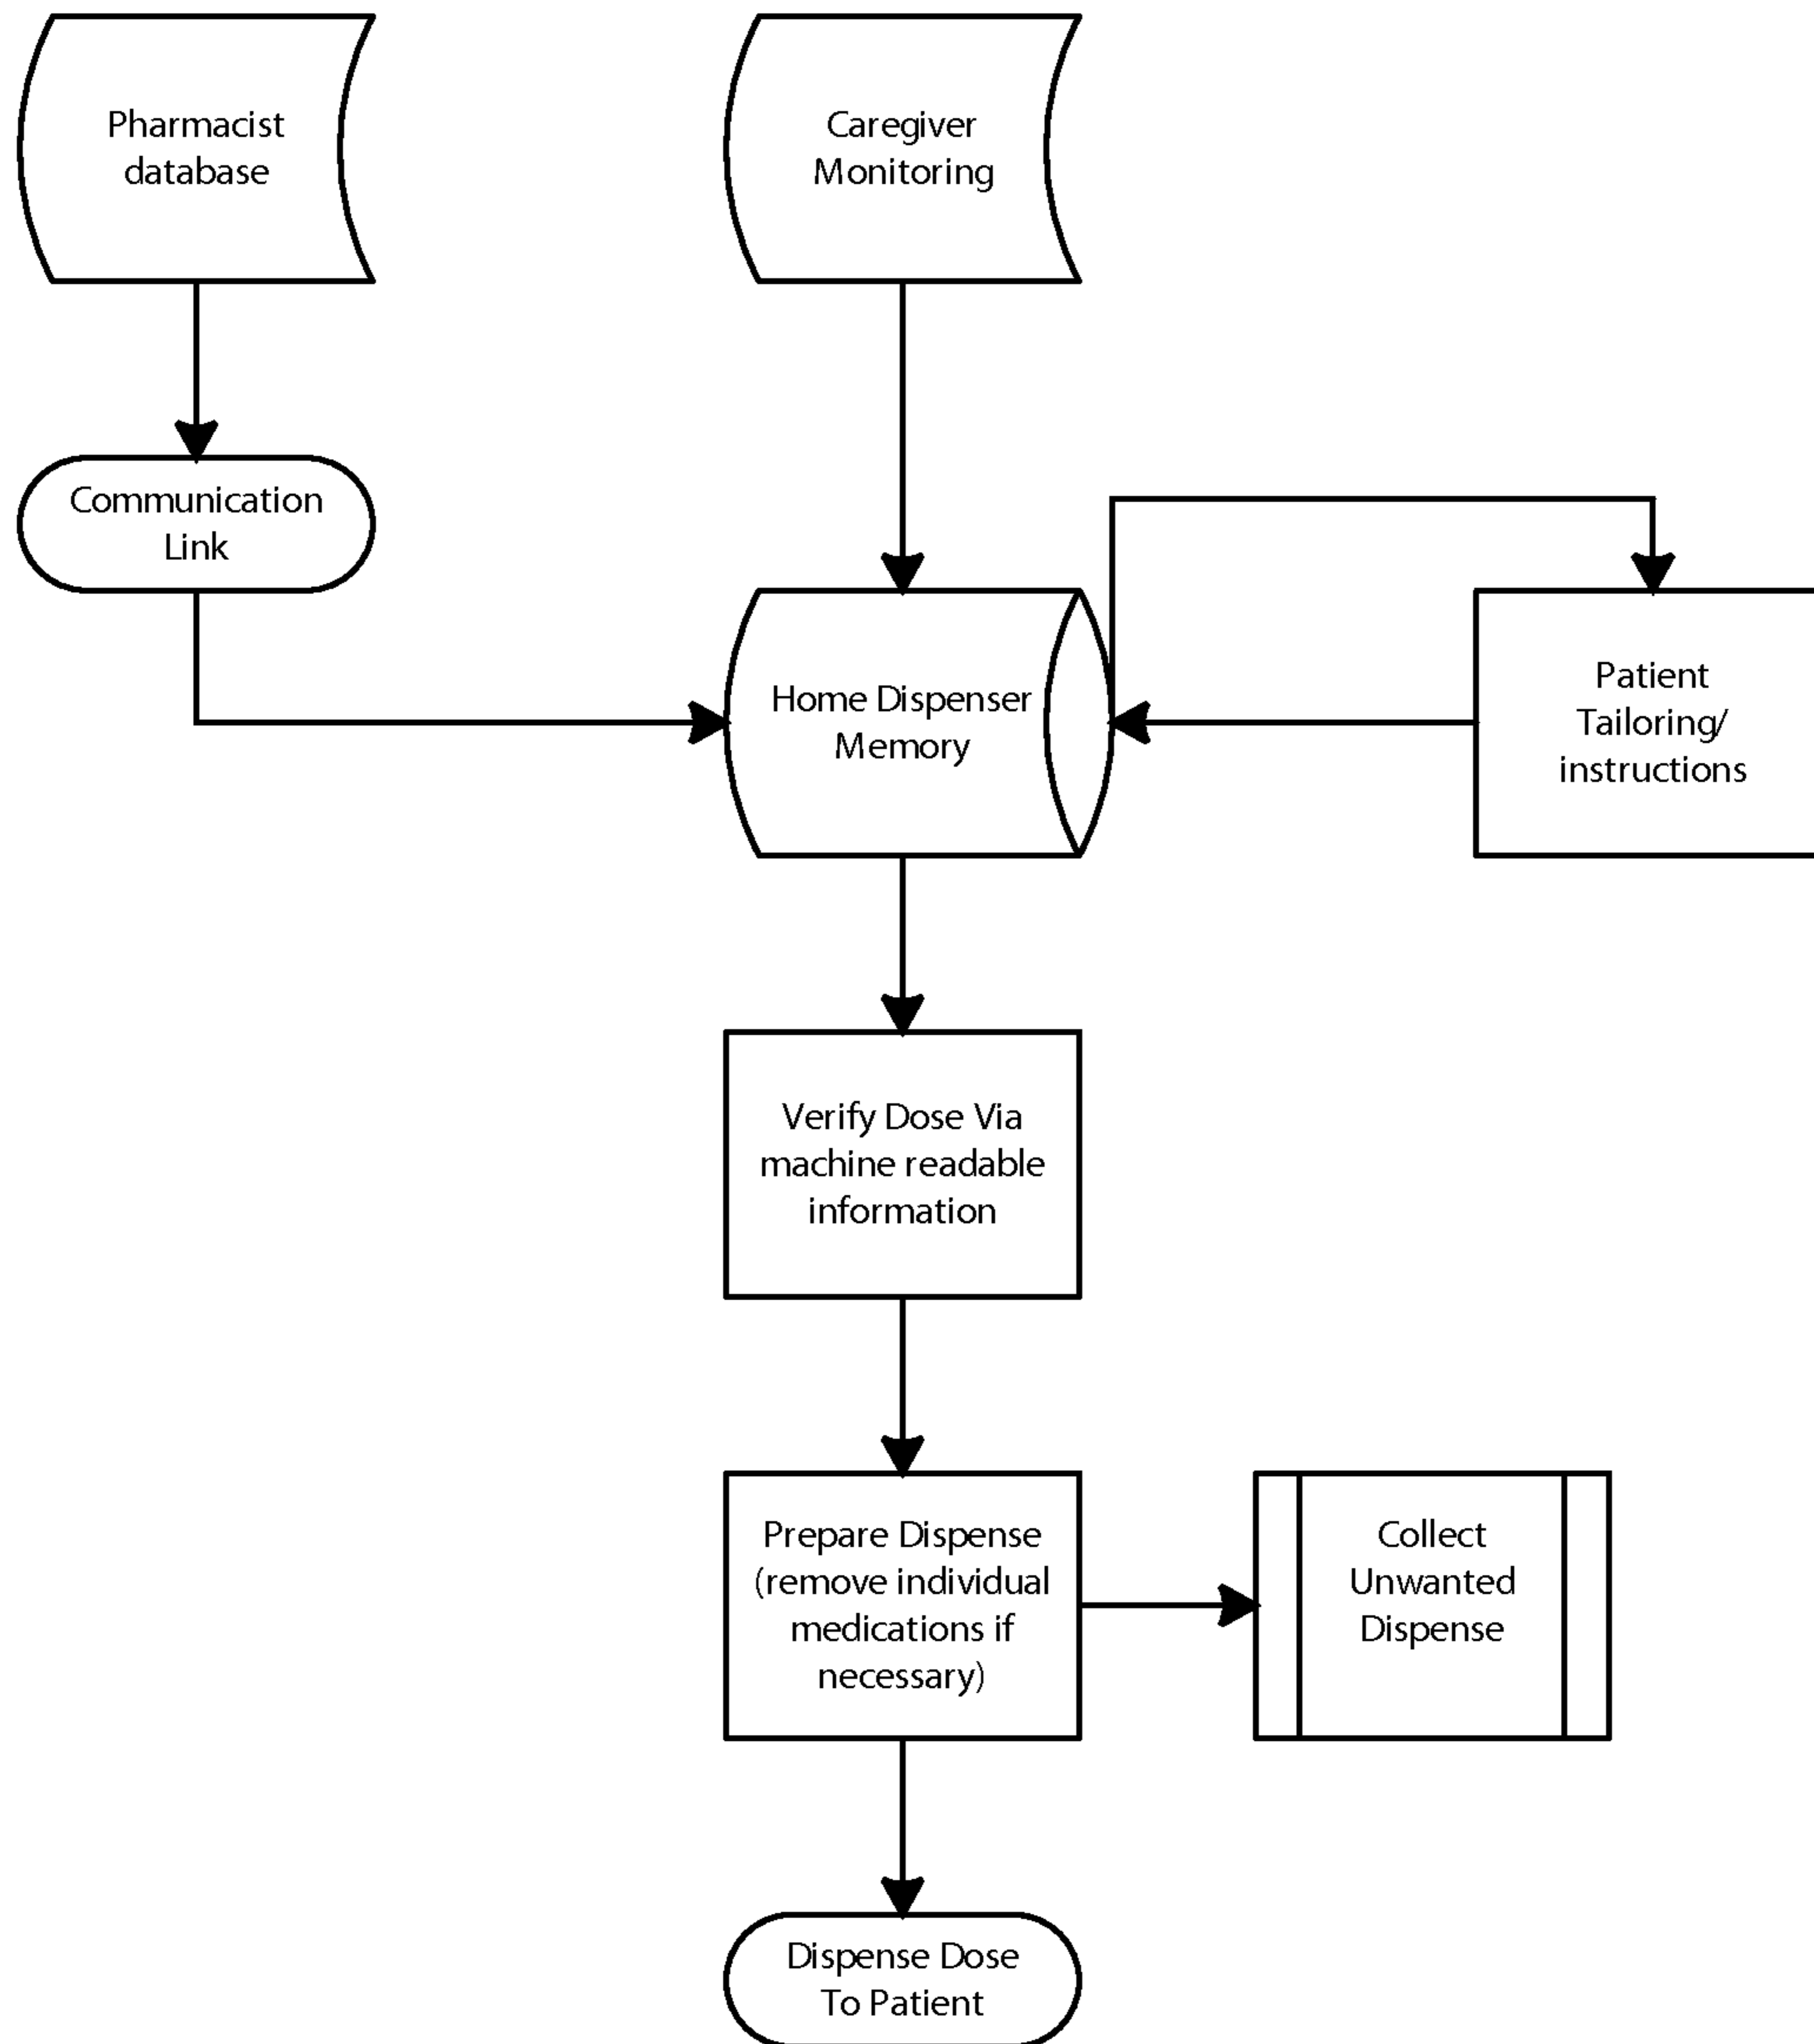 Pharmacist
database
Caregiver
Monitoring
Communication
Link
Home Dispenser
Memory
Patient
Tailoring/
instructions
Verify Dose Via
machine readable
information
Prepare Dispense
(remove individual
medications if
necessary)
Collect
Unwanted
Dispense
Dispense Dose
To Patient